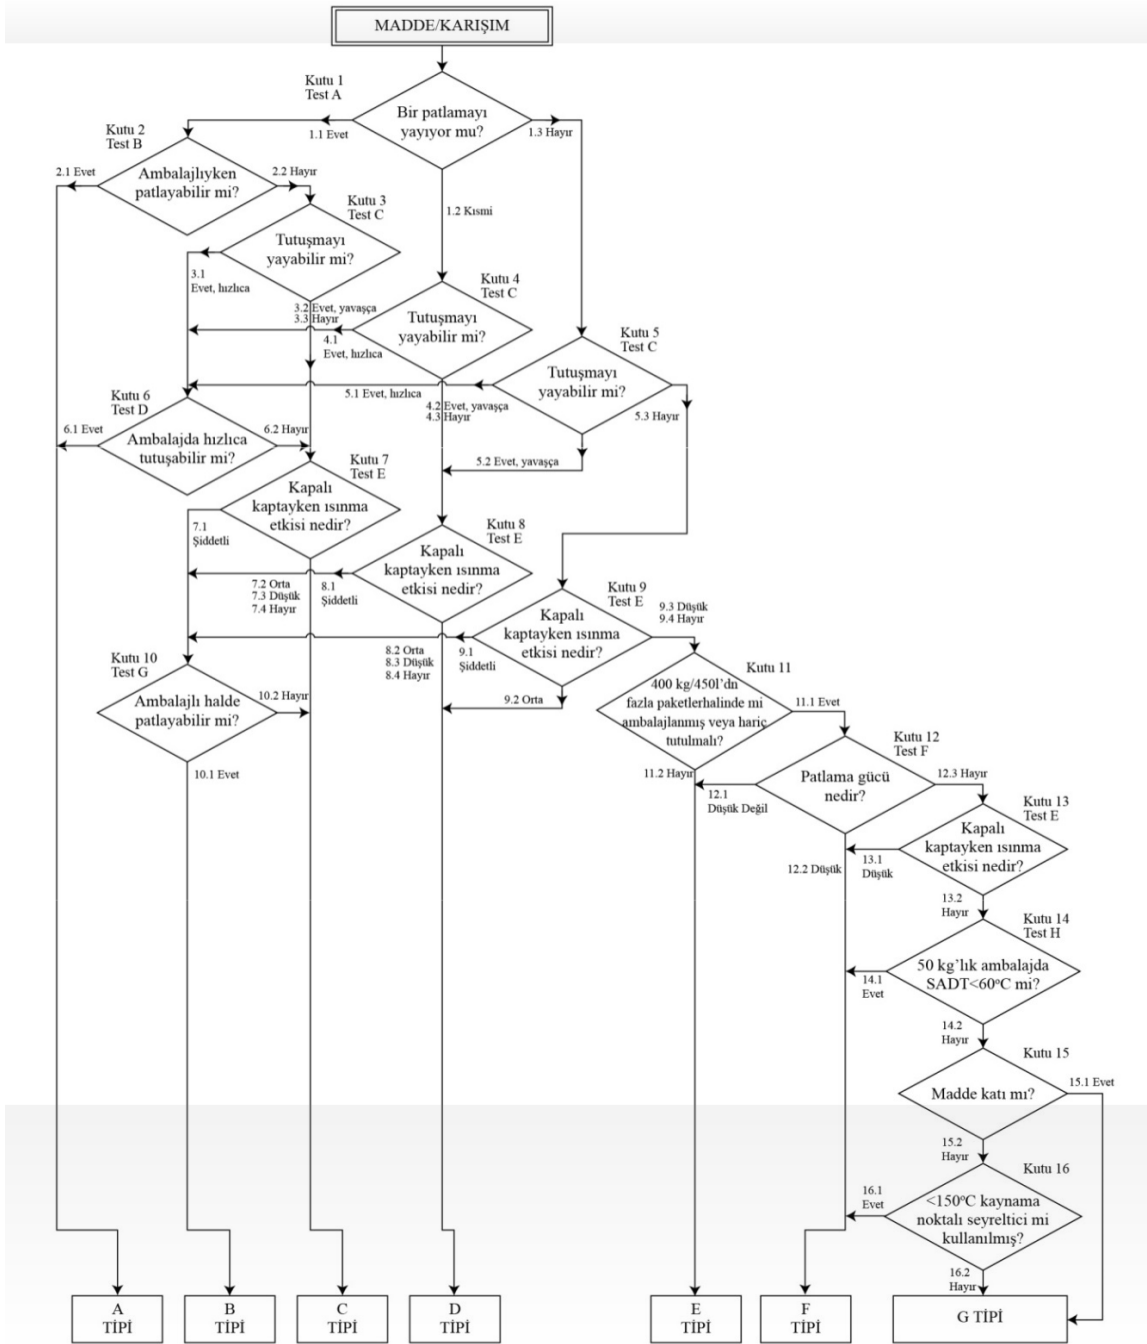 MADDE/KARIŞIM
Kutu 1
Test A
Bir patlamayı
yayıyor mu?
1.1 Evet
1.3 Hayır
1.2 Kısmi
Kutu 2
Test B
2.1 Evet
2.2 Hayır
Ambalajlıyken
patlayabilir mi?
Kutu 3
Test C
Tutuşmayı
yayabilir mi?
3.1
Evet, hızlıca
3.2 Evet, yavaşça
3.3 Hayır
Kutu 4
Test C
Tutuşmayı
yayabilir mi?
4.1
Evet, hızlıca
4.2 Evet, yavaşça
4.3 Hayır
Kutu 5
Test C
Tutuşmayı
yayabilir mi?
5.1 Evet, hızlıca
5.3 Hayır
5.2 Evet, yavaşça
Kutu 6
Test D
6.1 Evet
6.2 Hayır
Ambalajda hızlıca
tutuşabilir mi?
Kutu 7
Test E
Kapalı
kaptayken ısınma
etkisi nedir?
7.1
Şiddetli
7.2 Orta
7.3 Düşük
7.4 Hayır
Kutu 8
Test E
Kapalı
kaptayken ısınma
etkisi nedir?
8.1
Şiddetli
8.2 Orta
8.3 Düşük
8.4 Hayır
Kutu 9
Test E
Kapalı
kaptayken ısınma
etkisi nedir?
9.1
Şiddetli
9.2 Orta
9.3 Düşük
9.4 Hayır
Kutu 10
Test G
Ambalajlı halde
patlayabilir mi?
10.2 Hayır
10.1 Evet
Kutu 11
400 kg/450l’dn
fazla paketlerhalinde mi
ambalajlanmış veya hariç
tutulmalı?
11.1 Evet
11.2 Hayır
Kutu 12
Test F
Patlama gücü
nedir?
12.1
Düşük Değil
12.3 Hayır
12.2 Düşük
Kutu 13
Test E
Kapalı
kaptayken ısınma
etkisi nedir?
13.1
Düşük
13.2
Hayır
Kutu 14
Test H
50 kg’lık ambalajda
SADT<60ºC mi?
14.1
Evet
14.2
Hayır
Kutu 15
Madde katı mı?
15.1 Evet
15.2
Hayır
Kutu 16
<150ºC kaynama
noktalı seyreltici mi
kullanılmış?
16.1
Evet
16.2
Hayır
A
TİPİ
B
TİPİ
C
TİPİ
D
TİPİ
E
TİPİ
F
TİPİ
G TİPİ